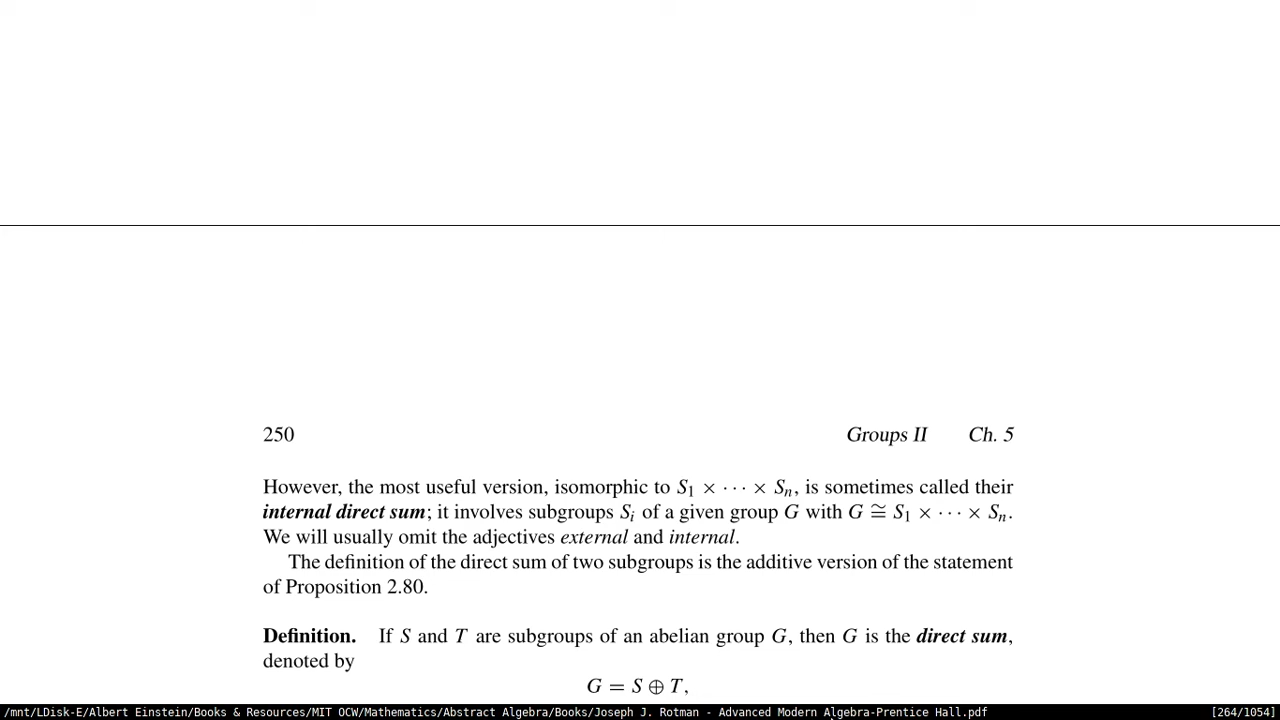 250 Groups II Ch. 5
However, the most useful version, isomorphic to S₁ × · · · × Sₙ, is sometimes called their
internal direct sum; it involves subgroups Sᵢ of a given group G with G ≅ S₁ × · · · × Sₙ.
We will usually omit the adjectives external and internal.
The definition of the direct sum of two subgroups is the additive version of the statement
of Proposition 2.80.
Definition. If S and T are subgroups of an abelian group G, then G is the direct sum,
denoted by
G = S ⊕ T,
/mnt/LDisk-E/Albert Einstein/Books & Resources/MIT OCW/Mathematics/Abstract Algebra/Books/Joseph J. Rotman - Advanced Modern Algebra-Prentice Hall.pdf [264/1054]